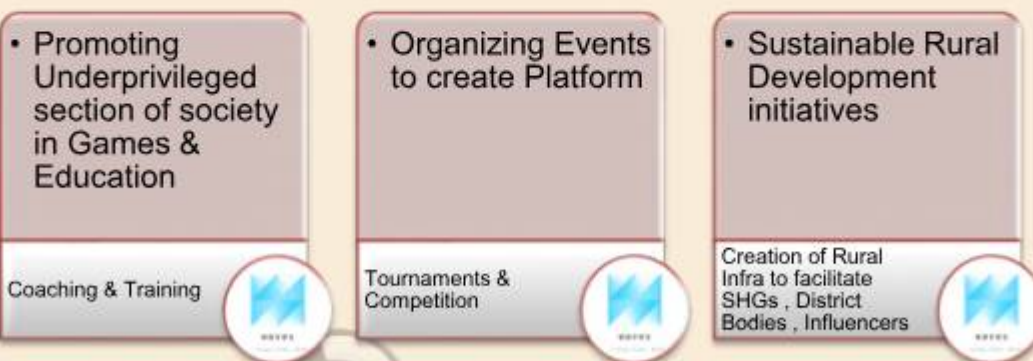 • Promoting
Underprivileged
section of society
in Games &
Education
Coaching & Training
• Organizing Events
to create Platform
Tournaments &
Competition
• Sustainable Rural
Development
initiatives
Creation of Rural
Infra to facilitate
SHGs , District
Bodies , Influencers